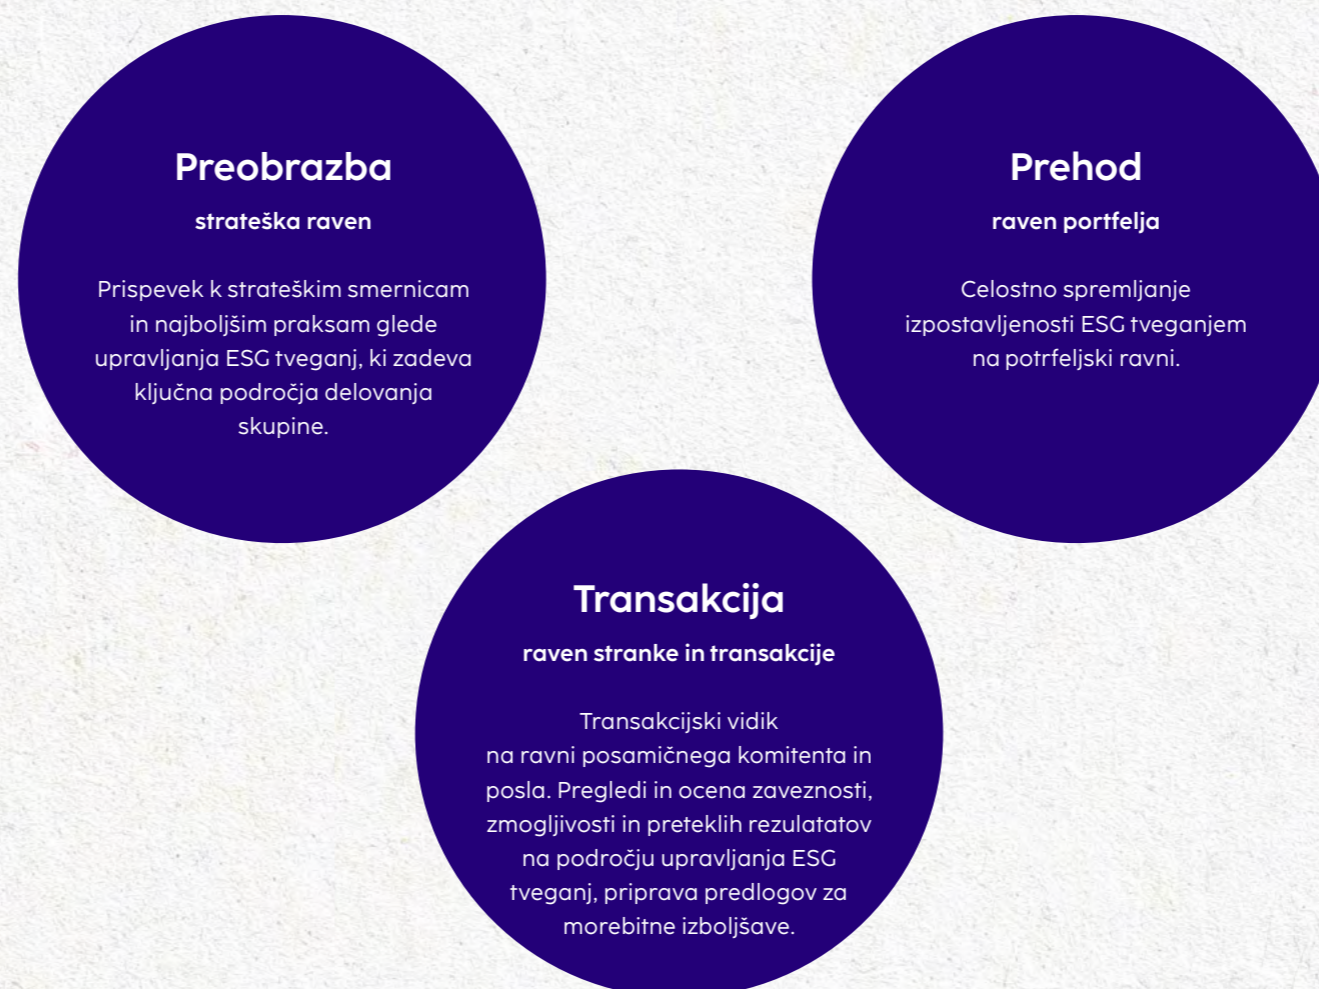 Preobrazba
strateška raven
Prispevek k strateškim smernicam
in najboljšim praksam glede
upravljanja ESG tveganj, ki zadeva
ključna področja delovanja
skupine.
Prehod
raven portfelja
Celostno spremljanje
izpostavljenosti ESG tveganjem
na potrfeljski ravni.
Transakcija
raven stranke in transakcije
Transakcijski vidik
na ravni posamičnega komitenta in
posla. Pregledi in ocena zaveznosti,
zmogljivosti in preteklih rezulatatov
na področju upravljanja ESG
tveganj, priprava predlogov za
morebitne izboljšave.